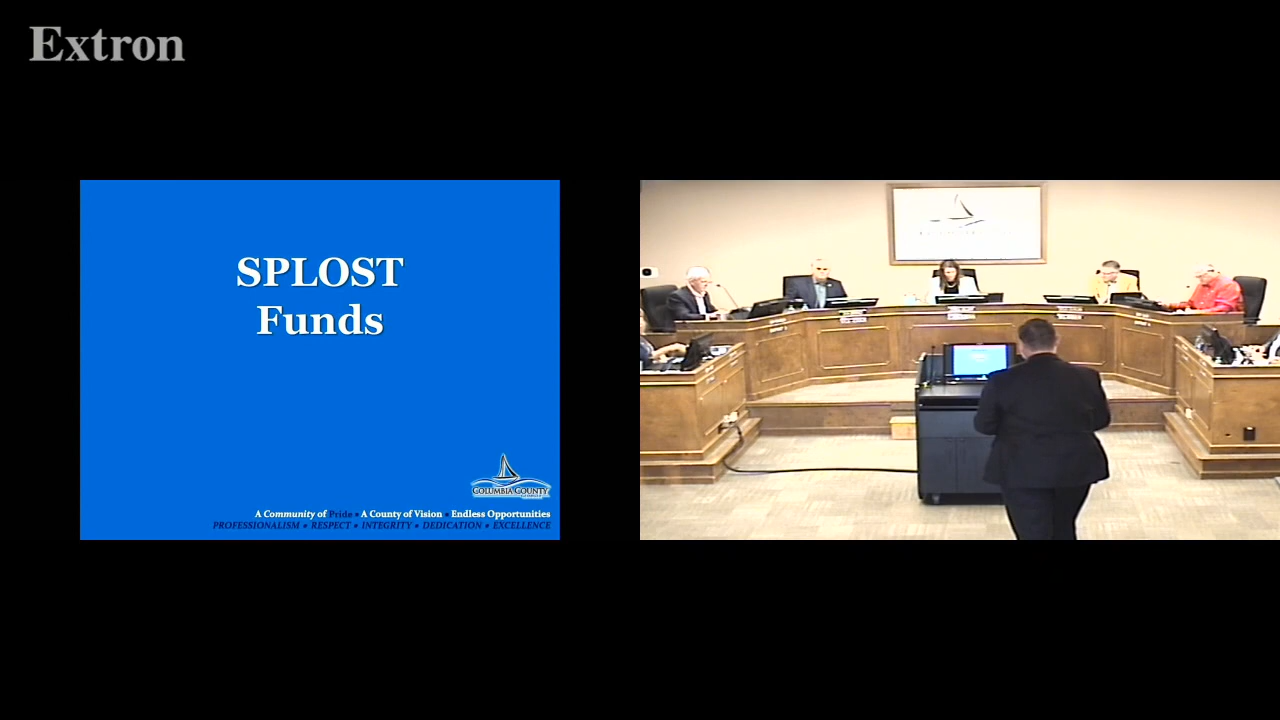 Extron
SPLOST
Funds
COLUMBIA COUNTY
A Community of Pride • A County of Vision • Endless Opportunities
PROFESSIONALISM • RESPECT • INTEGRITY • DEDICATION • EXCELLENCE